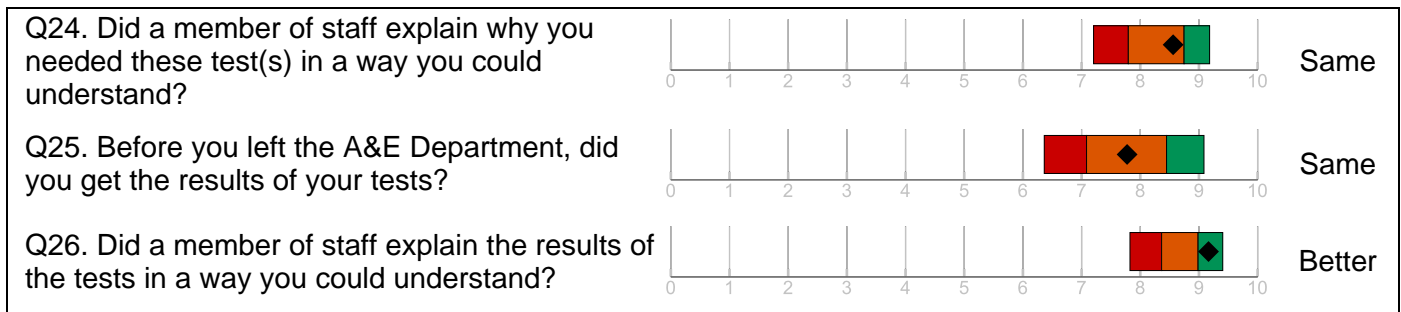 Q24. Did a member of staff explain why you
needed these test(s) in a way you could
understand?
0 1 2 3 4 5 6 7 8 9 10
Same
Q25. Before you left the A&E Department, did
you get the results of your tests?
0 1 2 3 4 5 6 7 8 9 10
Same
Q26. Did a member of staff explain the results of
the tests in a way you could understand?
0 1 2 3 4 5 6 7 8 9 10
Better